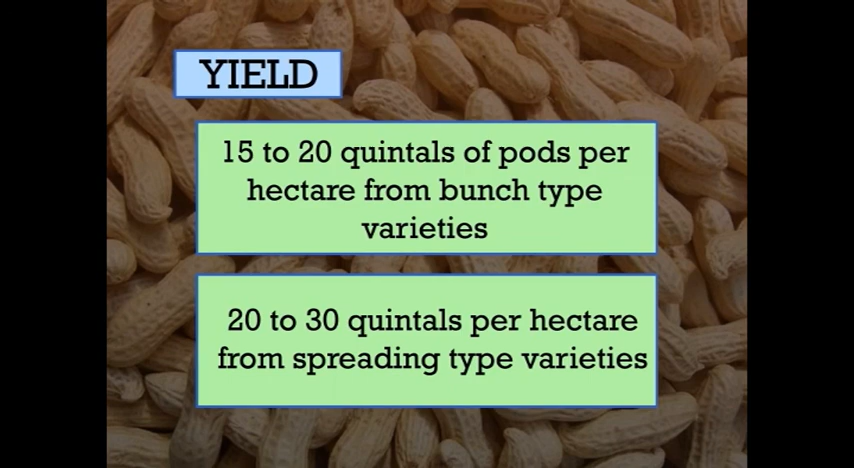 YIELD
15 to 20 quintals of pods per
hectare from bunch type
varieties
20 to 30 quintals per hectare
from spreading type varieties